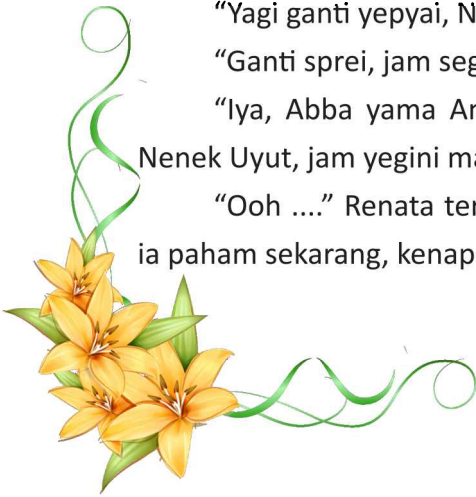 “Yagi ganti yepyai, N
“Ganti sprei, jam seg
“Iya, Abba yama Ar
Nenek Uyut, jam yegini ma
“Ooh ....” Renata ter
ia paham sekarang, kenap